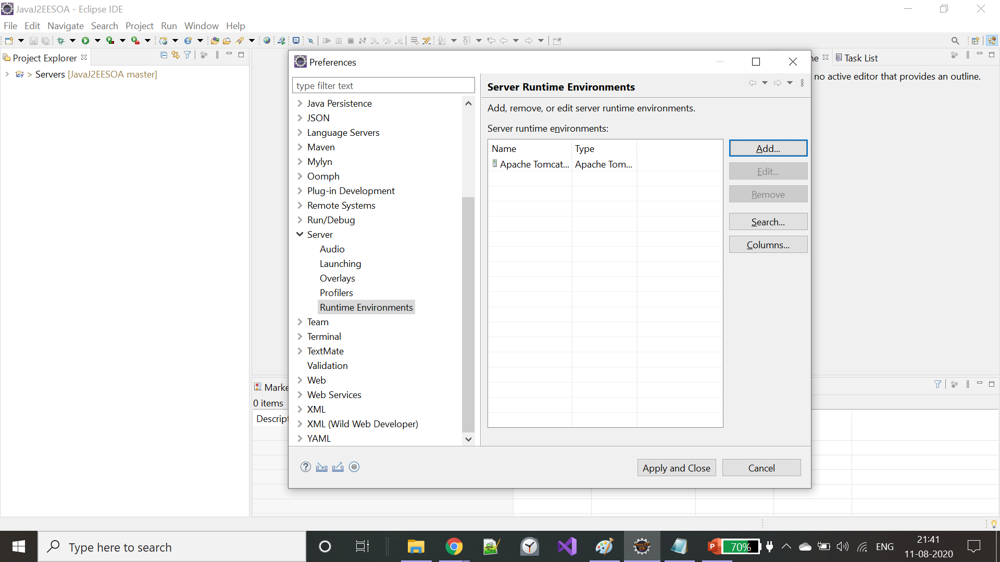 JavaJ2EESOA - Eclipse IDE
File Edit Navigate Search Project Run Window Help
Project Explorer
> Servers [JavaJ2EESOA master]
Preferences
type filter text
Java Persistence
JSON
Language Servers
Maven
Mylyn
Oomph
Plug-in Development
Remote Systems
Run/Debug
Server
Audio
Launching
Overlays
Profilers
Runtime Environments
Team
Terminal
TextMate
Validation
Web
Web Services
XML
XML (Wild Web Developer)
YAML
Server Runtime Environments
Add, remove, or edit server runtime environments.
Server runtime environments:
Name Type
Apache Tomcat... Apache Tom...
Add...
Edit...
Remove
Search...
Columns...
Apply and Close Cancel
ne Task List
no active editor that provides an outline.
Marke
0 items
Descript
Type here to search
70%
ENG
21:41
11-08-2020